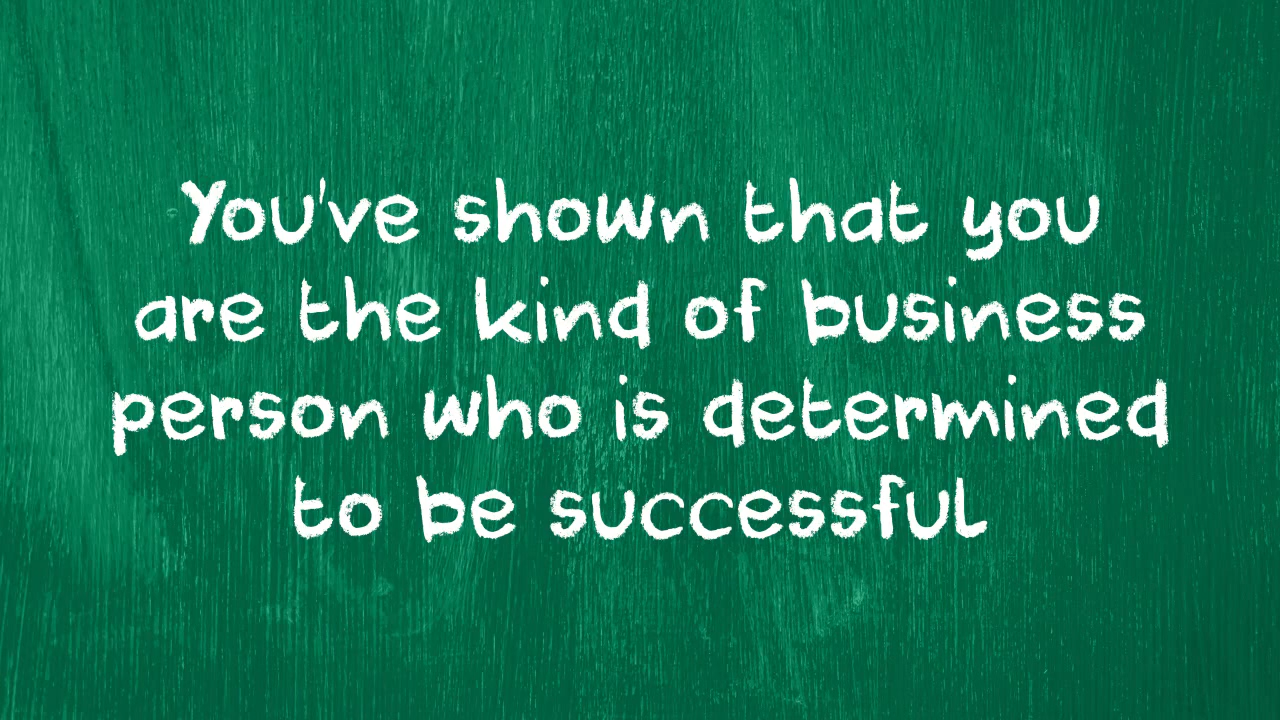 You've shown that you
are the kind of business
person who is determined
to be successful